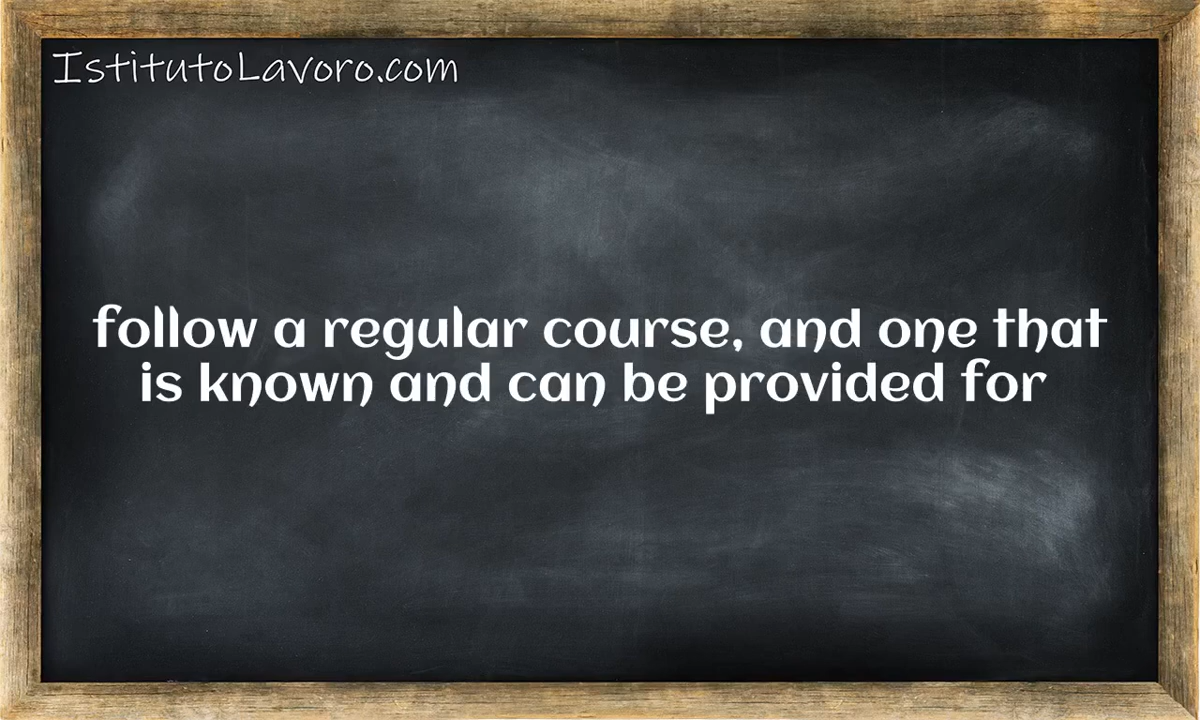 IstitutoLavoro.com
follow a regular course, and one that
is known and can be provided for